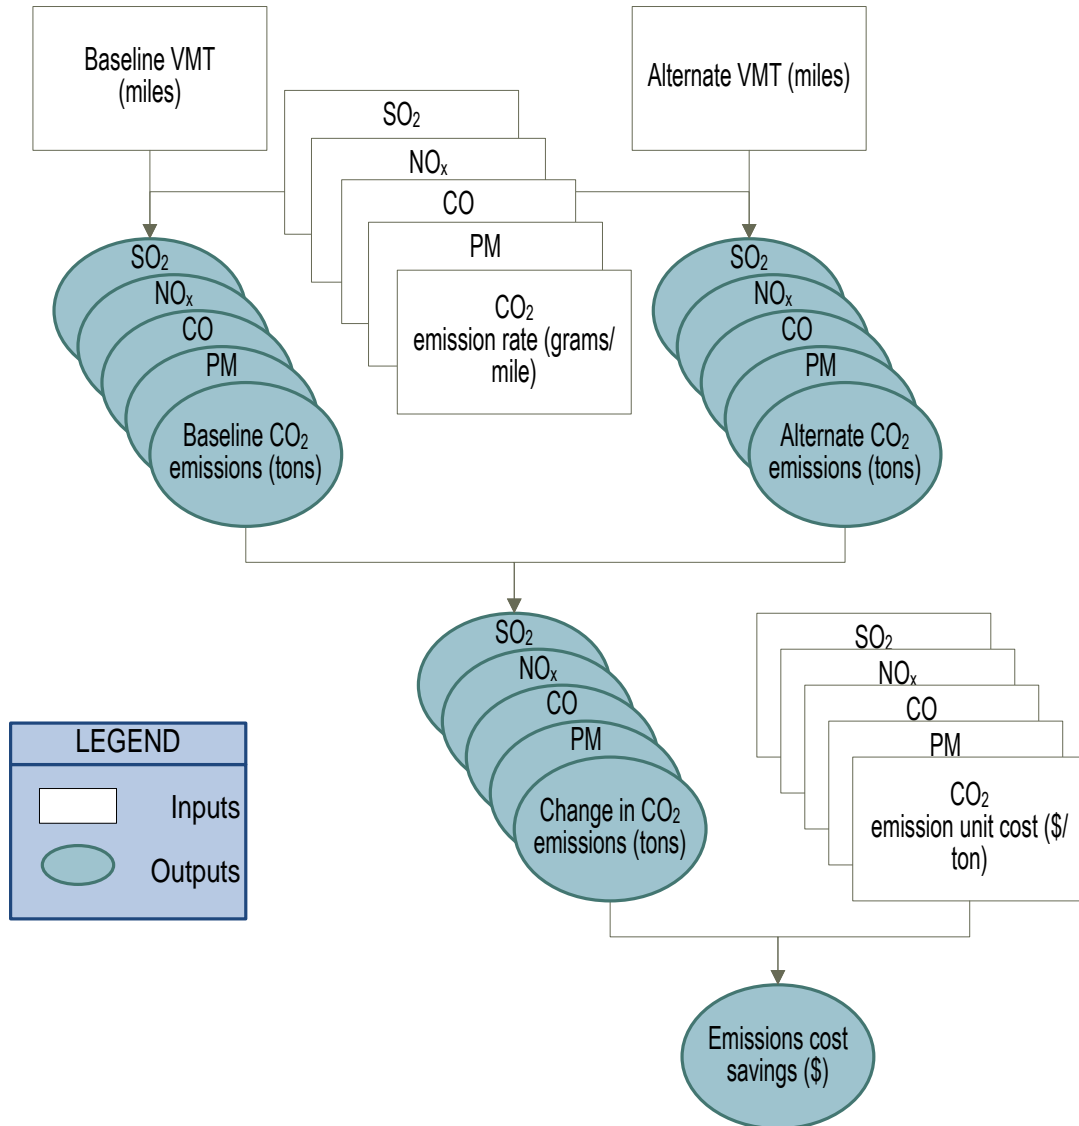 Baseline VMT
(miles)
Alternate VMT (miles)
SO₂
NOₓ
CO
PM
CO₂
emission rate (grams/
mile)
SO₂
NOₓ
CO
PM
Baseline CO₂
emissions (tons)
SO₂
NOₓ
CO
PM
Alternate CO₂
emissions (tons)
SO₂
NOₓ
CO
PM
Change in CO₂
emissions (tons)
SO₂
NOₓ
CO
PM
CO₂
emission unit cost ($/
ton)
LEGEND
Inputs
Outputs
Emissions cost
savings ($)